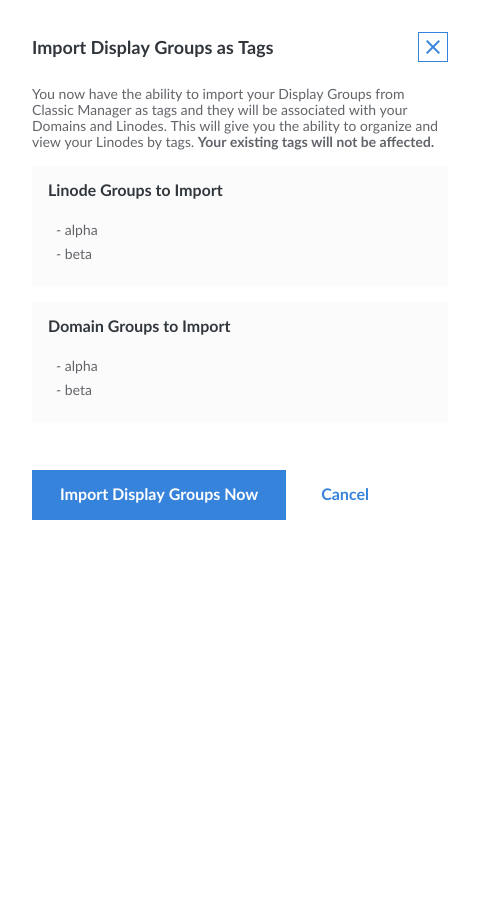 Import Display Groups as Tags
You now have the ability to import your Display Groups from
Classic Manager as tags and they will be associated with your
Domains and Linodes. This will give you the ability to organize and
view your Linodes by tags. Your existing tags will not be affected.
Linode Groups to Import
- alpha
- beta
Domain Groups to Import
- alpha
- beta
Import Display Groups Now
Cancel